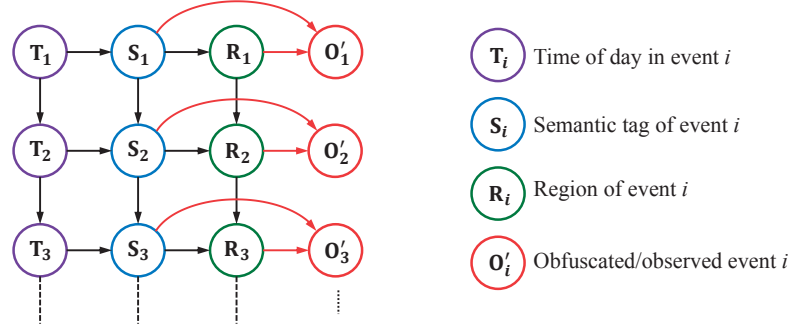 T₁ S₁ R₁ O′₁
T₂ S₂ R₂ O′₂
T₃ S₃ R₃ O′₃
Tᵢ Time of day in event i
Sᵢ Semantic tag of event i
Rᵢ Region of event i
O′ᵢ Obfuscated/observed event i